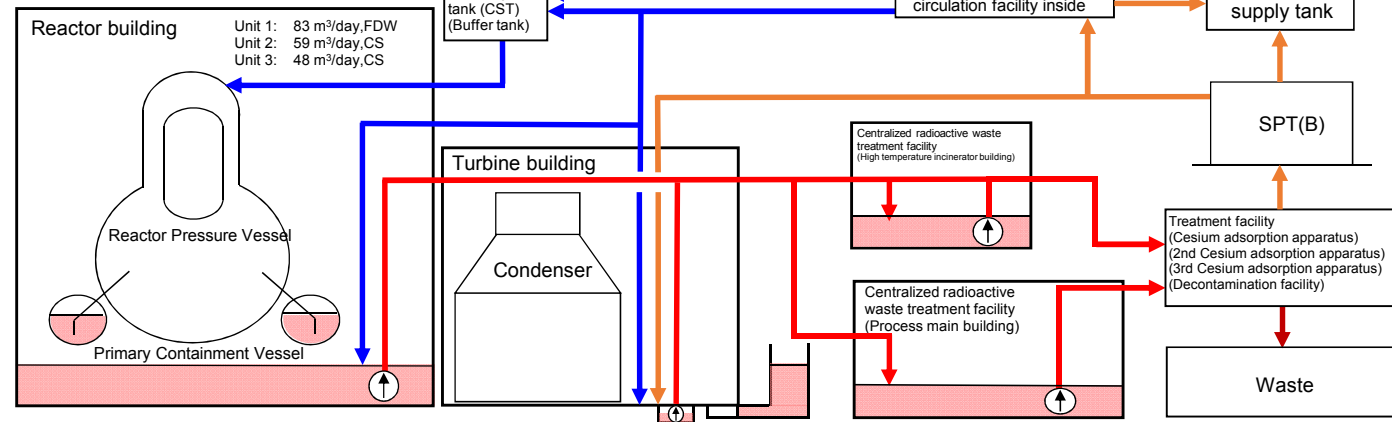 tank (CST)
(Buffer tank)
circulation facility inside
supply tank
Reactor building
Unit 1: 83 m³/day,FDW
Unit 2: 59 m³/day,CS
Unit 3: 48 m³/day,CS
SPT(B)
Centralized radioactive waste
treatment facility
(High temperature incinerator building)
Turbine building
Treatment facility
(Cesium adsorption apparatus)
(2nd Cesium adsorption apparatus)
(3rd Cesium adsorption apparatus)
(Decontamination facility)
Reactor Pressure Vessel
Condenser
Centralized radioactive
waste treatment facility
(Process main building)
Primary Containment Vessel
Waste